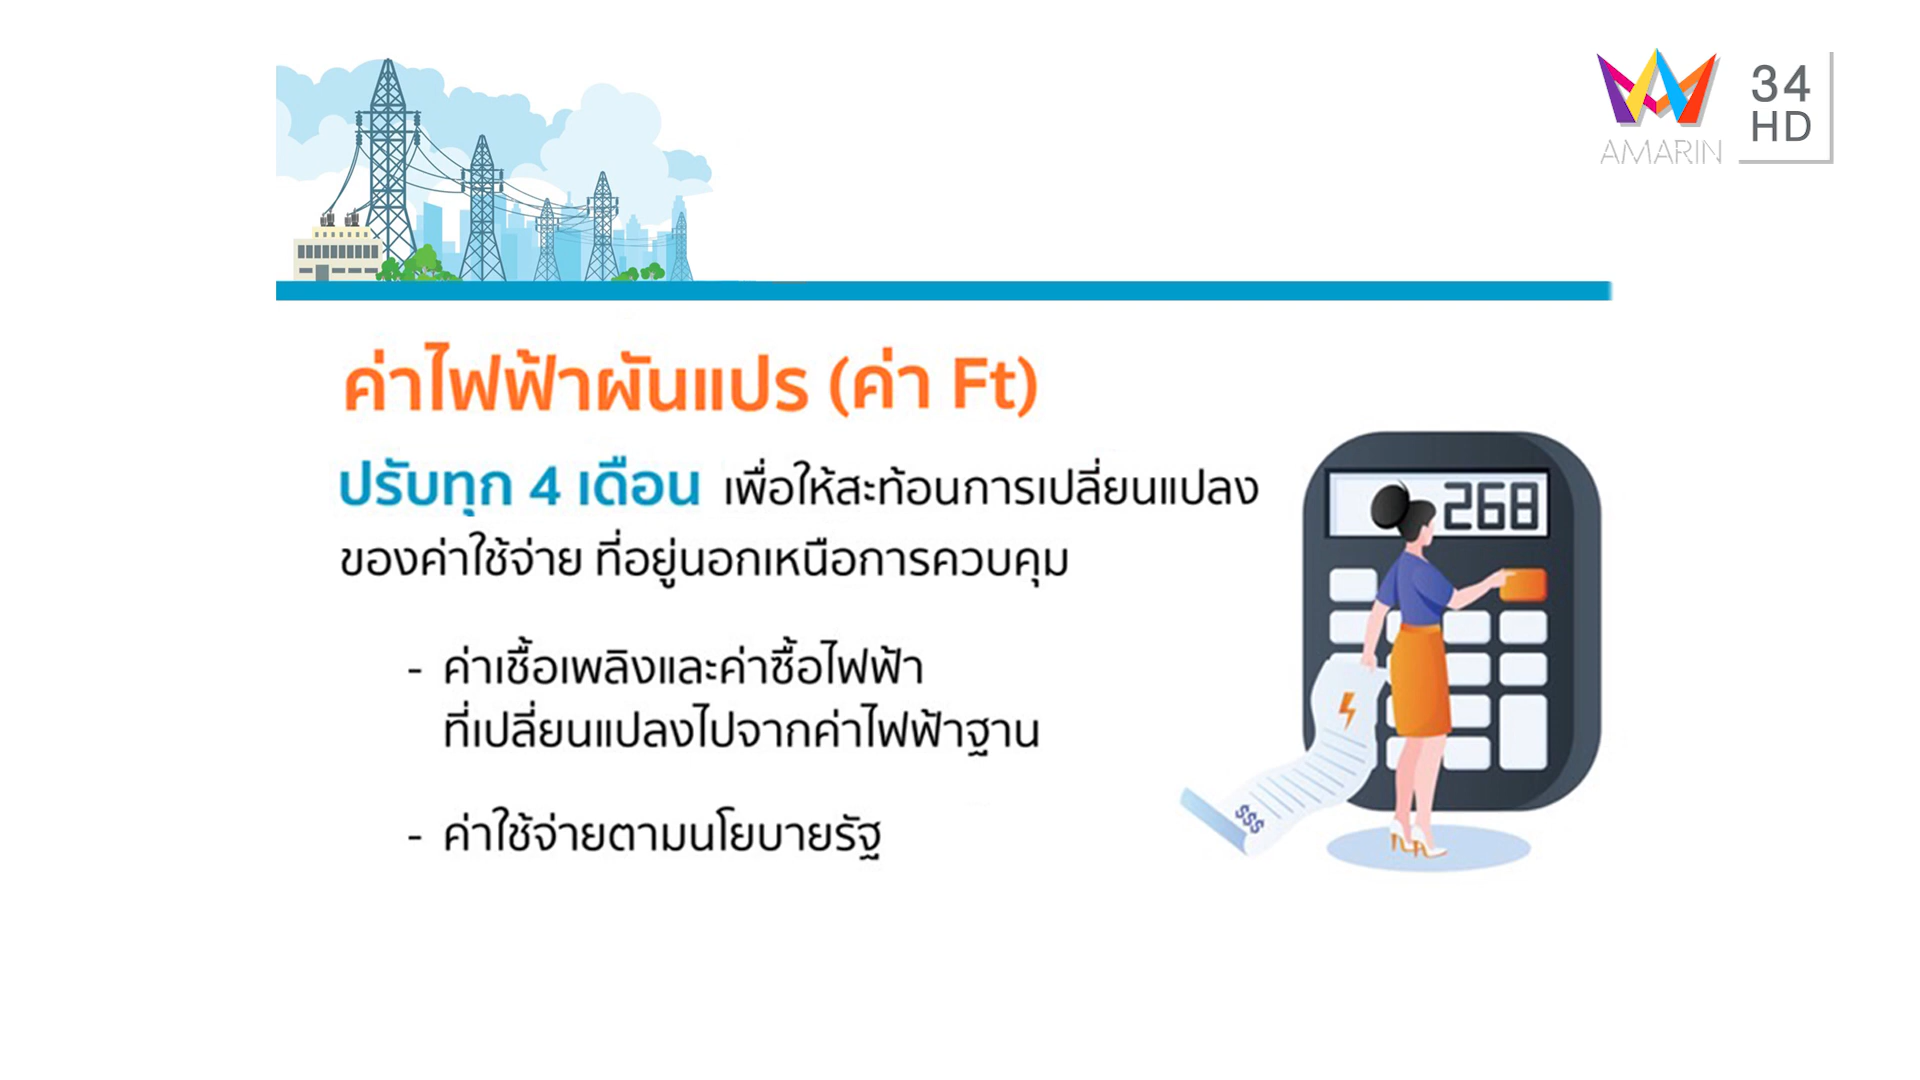 AMARIN
34
HD
ค่าไฟฟ้าผันแปร (ค่า Ft)
ปรับทุก 4 เดือน เพื่อให้สะท้อนการเปลี่ยนแปลง
ของค่าใช้จ่าย ที่อยู่นอกเหนือการควบคุม
268
- ค่าเชื้อเพลิงและค่าซื้อไฟฟ้า
ที่เปลี่ยนแปลงไปจากค่าไฟฟ้าฐาน
$$$
- ค่าใช้จ่ายตามนโยบายรัฐ